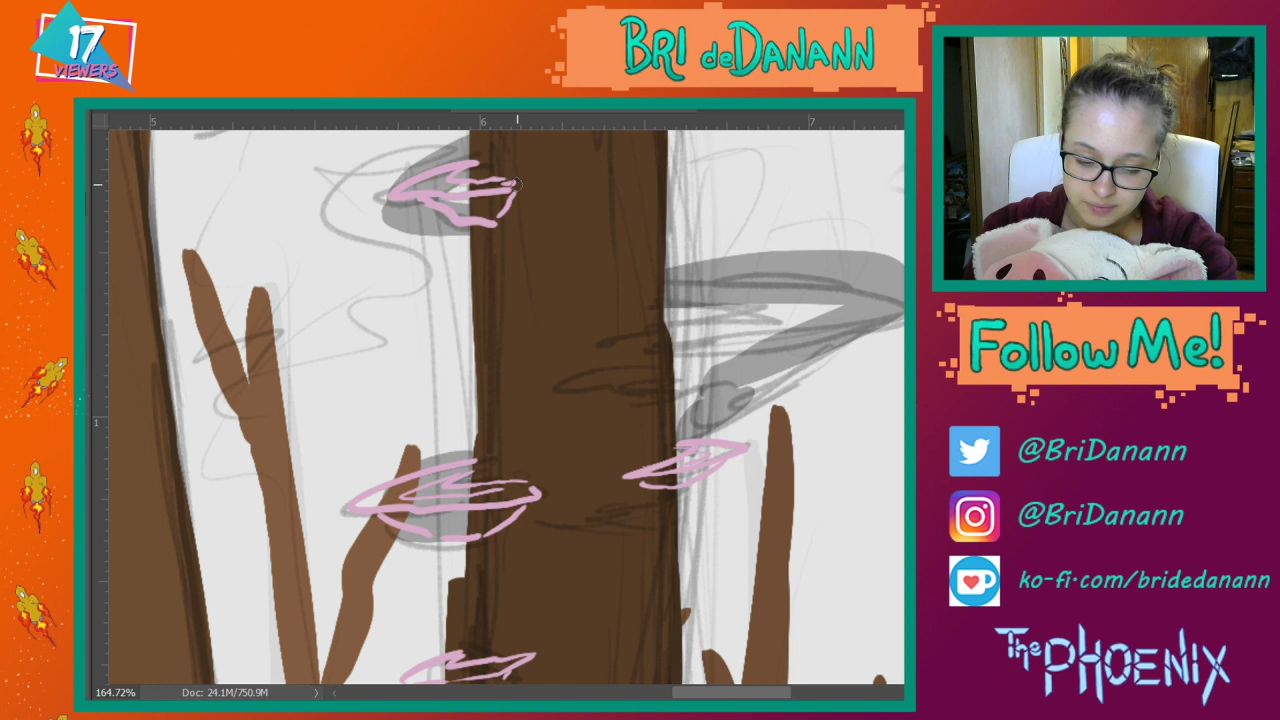 17
VIEWERS
BRI deDANANN
5 6 7
1
164.72% Doc: 24.1M/750.9M
Follow Me!
@BriDanann
@BriDanann
ko-fi.com/bridedanann
The PHOENIX